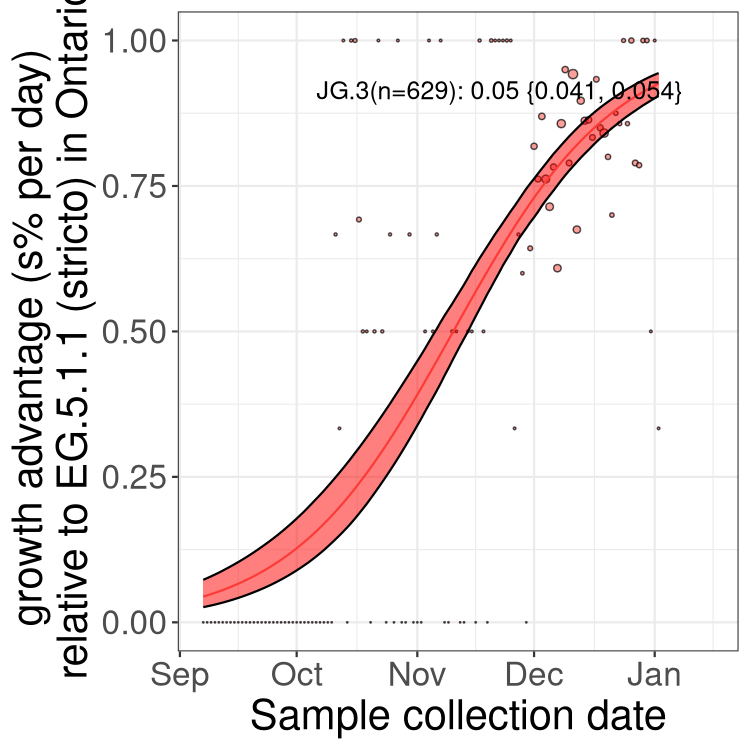 growth advantage (s% per day)
relative to EG.5.1.1 (stricto) in Ontario
1.00
0.75
0.50
0.25
0.00
JG.3(n=629): 0.05 {0.041, 0.054}
Sep Oct Nov Dec Jan
Sample collection date